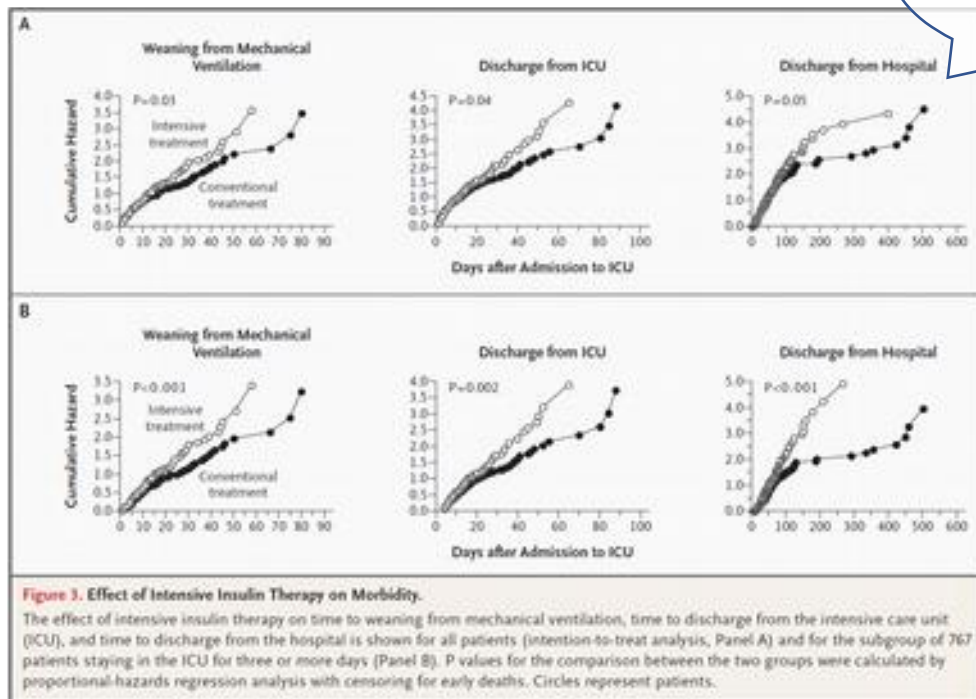 A
Weaning from Mechanical
Ventilation
Discharge from ICU
Discharge from Hospital
Cumulative Hazard
4.0
3.5
3.0
2.5
2.0
1.5
1.0
0.5
0.0
P=0.03
Intensive
treatment
Conventional
treatment
0 10 20 30 40 50 60 70 80 90
4.5
4.0
3.5
3.0
2.5
2.0
1.5
1.0
0.5
0.0
P=0.04
0 20 40 60 80 100
5.0
4.0
3.0
2.0
1.0
0.0
P=0.05
0 100 200 300 400 500 600
Days after Admission to ICU
B
Weaning from Mechanical
Ventilation
Discharge from ICU
Discharge from Hospital
Cumulative Hazard
3.5
3.0
2.5
2.0
1.5
1.0
0.5
0.0
P<0.001
Intensive
treatment
Conventional
treatment
0 10 20 30 40 50 60 70 80 90
4.0
3.5
3.0
2.5
2.0
1.5
1.0
0.5
0.0
P=0.002
0 20 40 60 80 100
5.0
4.0
3.0
2.0
1.0
0.0
P<0.001
0 100 200 300 400 500 600
Days after Admission to ICU
Figure 3. Effect of Intensive Insulin Therapy on Morbidity.
The effect of intensive insulin therapy on time to weaning from mechanical ventilation, time to discharge from the intensive care unit
(ICU), and time to discharge from the hospital is shown for all patients (intention-to-treat analysis, Panel A) and for the subgroup of 767
patients staying in the ICU for three or more days (Panel B). P values for the comparison between the two groups were calculated by
proportional-hazards regression analysis with censoring for early deaths. Circles represent patients.